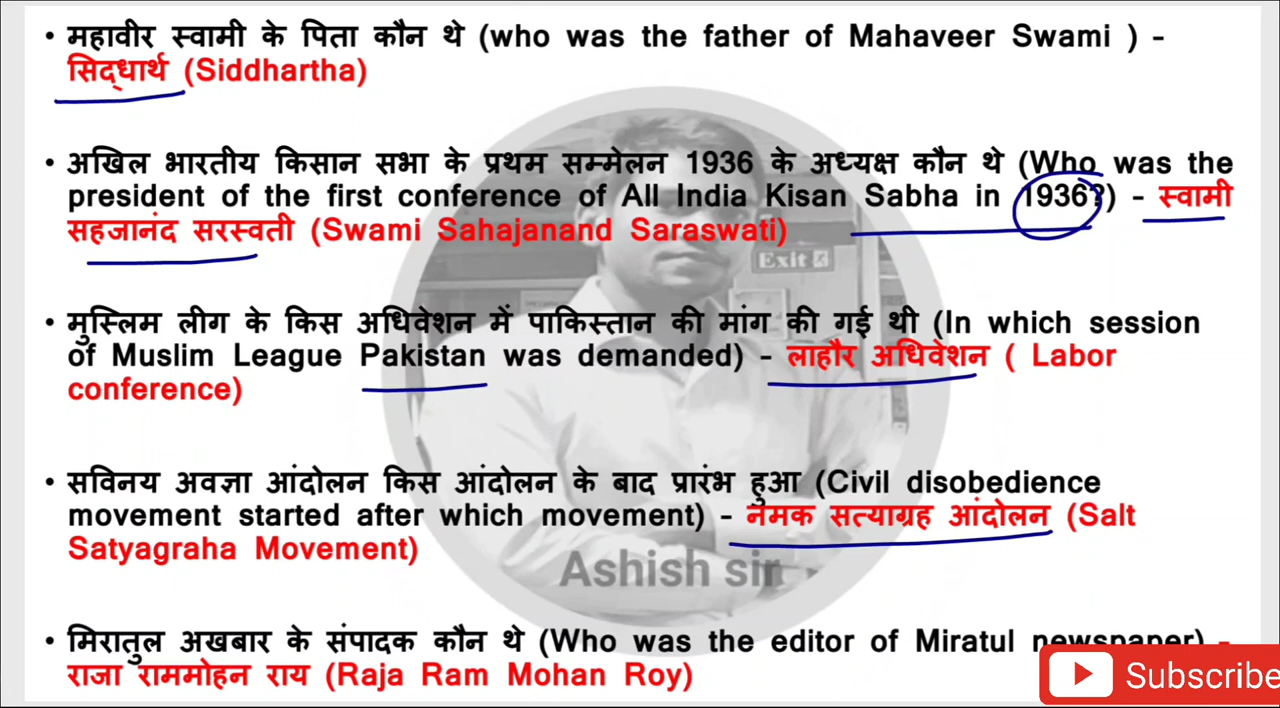 • महावीर स्वामी के पिता कौन थे (who was the father of Mahaveer Swami ) -
सिद्धार्थ (Siddhartha)
• अखिल भारतीय किसान सभा के प्रथम सम्मेलन 1936 के अध्यक्ष कौन थे (Who was the
president of the first conference of All India Kisan Sabha in 1936?) - स्वामी
सहजानंद सरस्वती (Swami Sahajanand Saraswati)
Exit
• मुस्लिम लीग के किस अधिवेशन में पाकिस्तान की मांग की गई थी (In which session
of Muslim League Pakistan was demanded) - लाहौर अधिवेशन ( Labor
conference)
• सविनय अवज्ञा आंदोलन किस आंदोलन के बाद प्रारंभ हुआ (Civil disobedience
movement started after which movement) - नमक सत्याग्रह आंदोलन (Salt
Satyagraha Movement)
Ashish sir
• मिरातुल अखबार के संपादक कौन थे (Who was the editor of Miratul newspaper) -
राजा राममोहन राय (Raja Ram Mohan Roy)
Subscribe